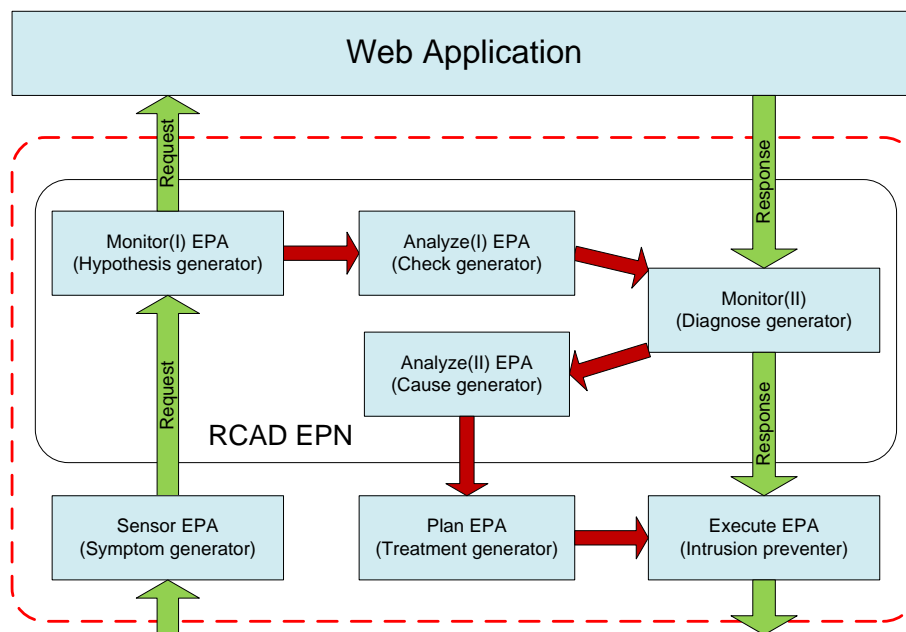 Web Application
Request
Response
Monitor(I) EPA
(Hypothesis generator)
Analyze(I) EPA
(Check generator)
Monitor(II)
(Diagnose generator)
Analyze(II) EPA
(Cause generator)
Request
RCAD EPN
Response
Sensor EPA
(Symptom generator)
Plan EPA
(Treatment generator)
Execute EPA
(Intrusion preventer)